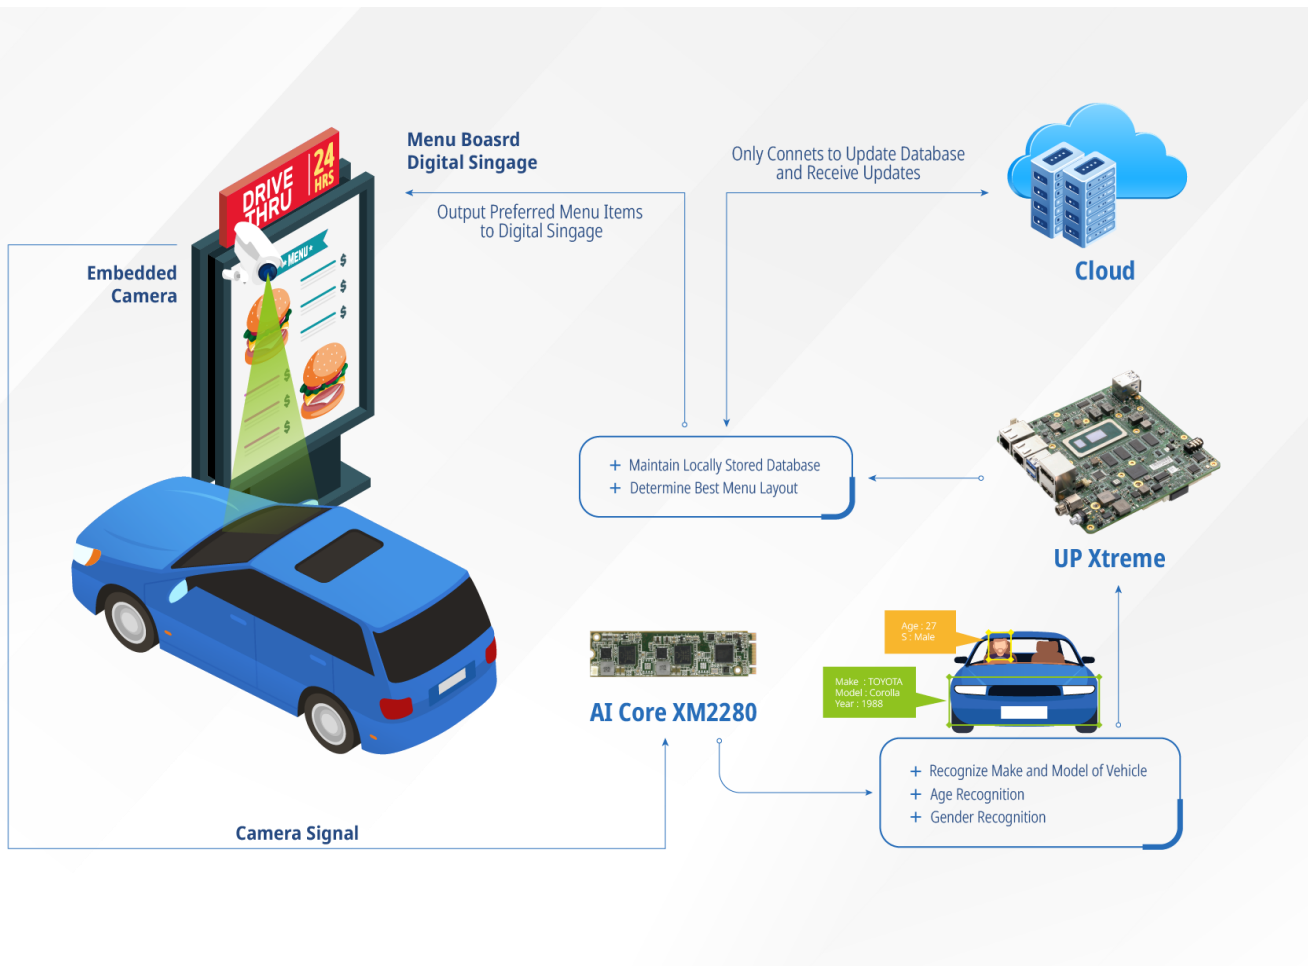 Menu Boasrd
Digital Singage
Output Preferred Menu Items
to Digital Singage
Only Connets to Update Database
and Receive Updates
Cloud
DRIVE
THRU
24
HRS
MENU
$
$
$
$
$
$
Embedded
Camera
+ Maintain Locally Stored Database
+ Determine Best Menu Layout
UP Xtreme
AI Core XM2280
Age : 27
S : Male
Make : TOYOTA
Model : Corolla
Year : 1988
+ Recognize Make and Model of Vehicle
+ Age Recognition
+ Gender Recognition
Camera Signal